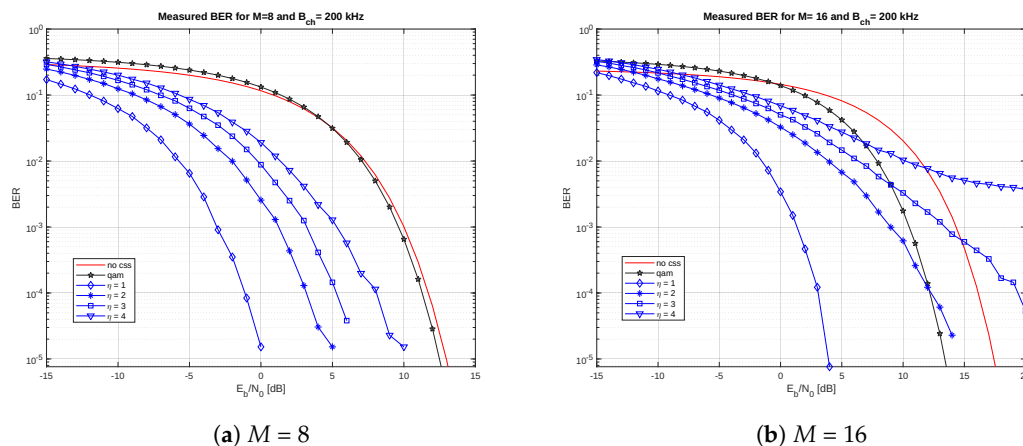 Measured BER for M=8 and B_ch= 200 kHz
10^0
10^-1
10^-2
10^-3
10^-4
10^-5
BER
no css
qam
η = 1
η = 2
η = 3
η = 4
-15
-10
-5
0
5
10
15
E_b/N_0 [dB]
(a) M = 8
Measured BER for M= 16 and B_ch= 200 kHz
10^0
10^-1
10^-2
10^-3
10^-4
10^-5
BER
no css
qam
η = 1
η = 2
η = 3
η = 4
-15
-10
-5
0
5
10
15
E_b/N_0 [dB]
(b) M = 16